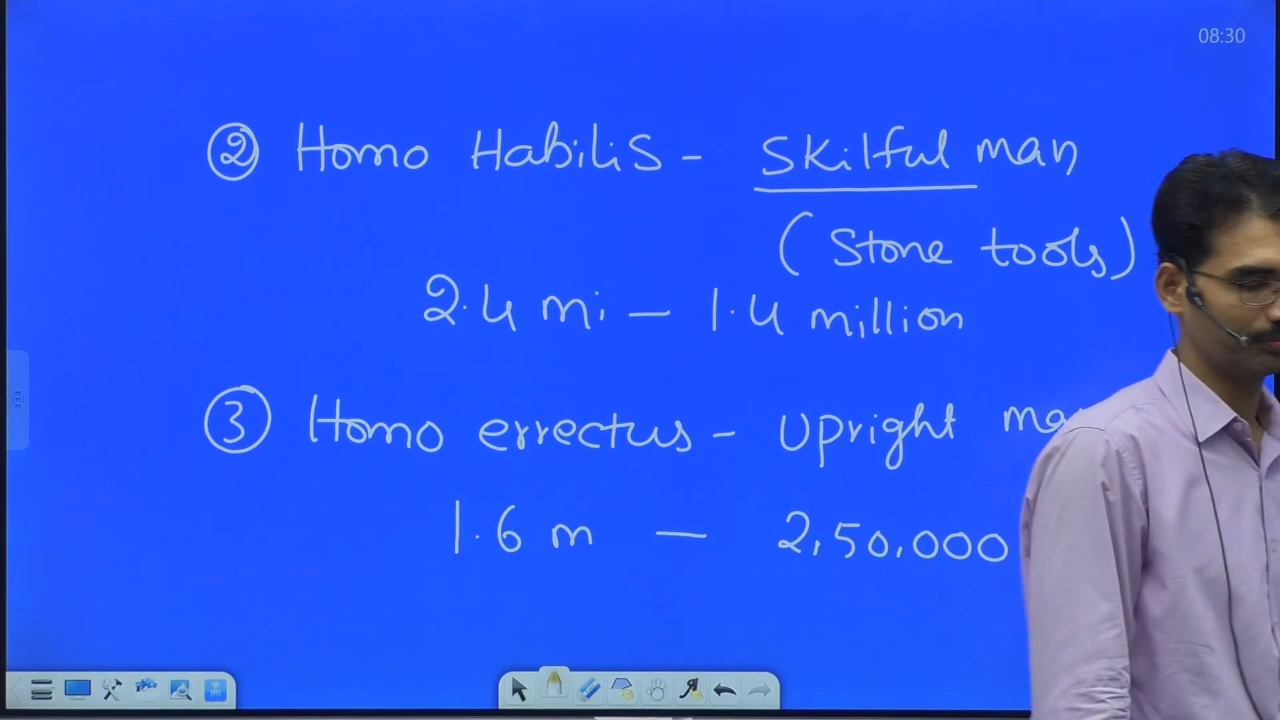 08:30
② Homo Habilis - Skilful man
(Stone tools)
2.4 mi — 1.4 million
③ Homo errectus - Upright
1.6 m — 2,50,000